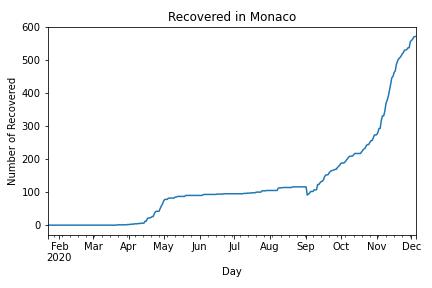 Recovered in Monaco
Number of Recovered
600
500
400
300
200
100
0
Feb Mar Apr May Jun Jul Aug Sep Oct Nov Dec
2020
Day